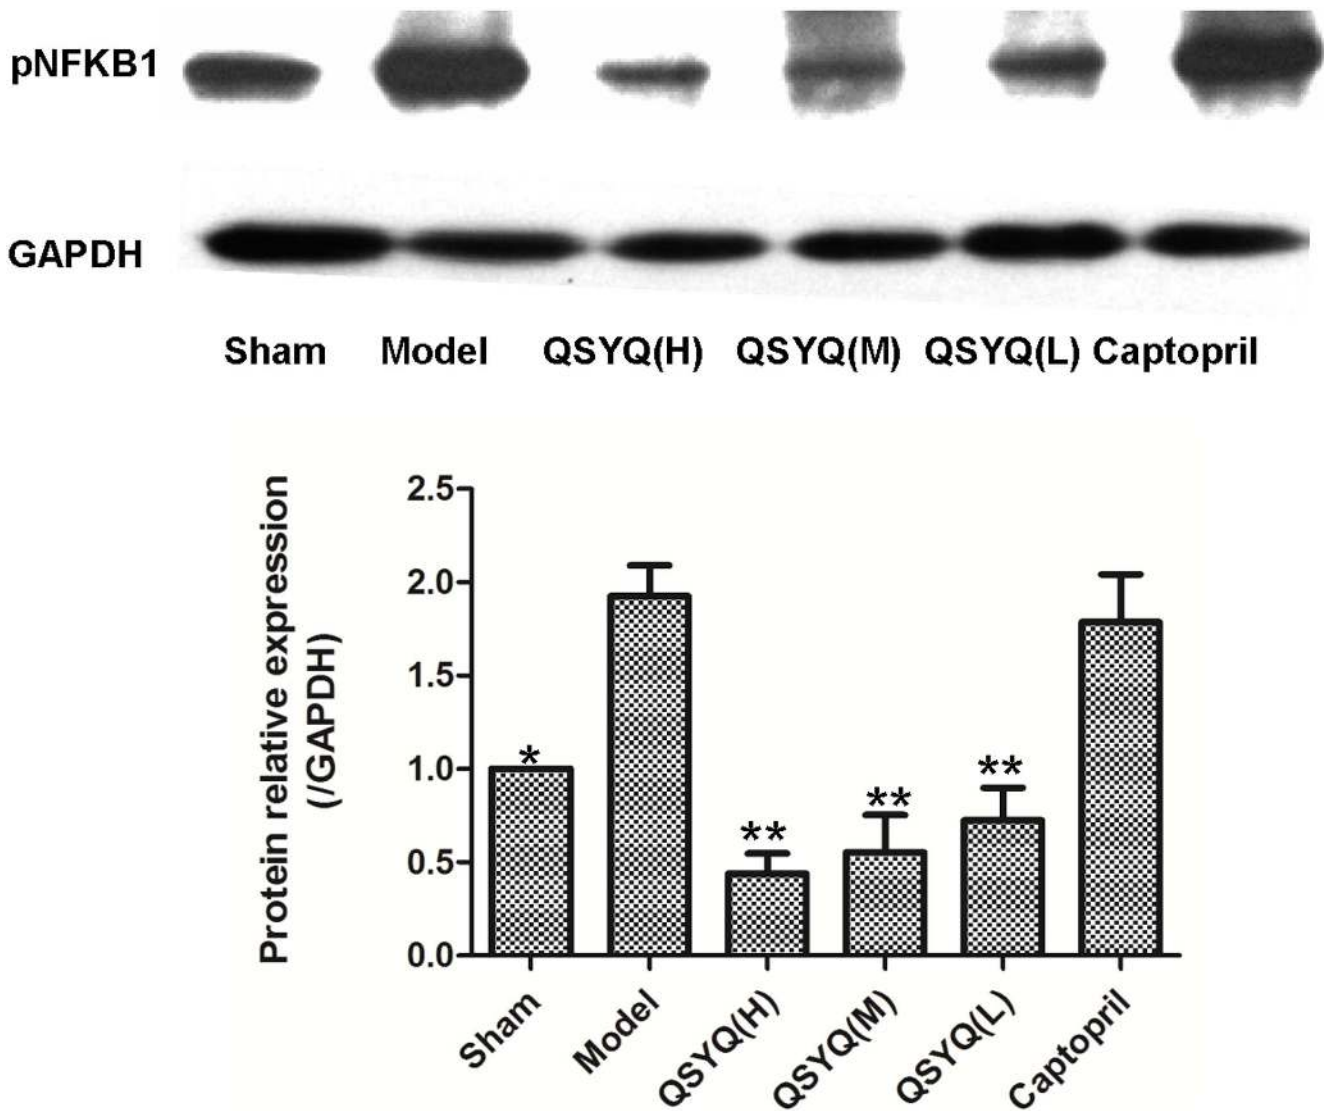 pNFKB1
GAPDH
Sham Model QSYQ(H) QSYQ(M) QSYQ(L) Captopril
Protein relative expression
(/GAPDH)
2.5
2.0
1.5
1.0
0.5
0.0
*
**
**
**
Sham
Model
QSYQ(H)
QSYQ(M)
QSYQ(L)
Captopril